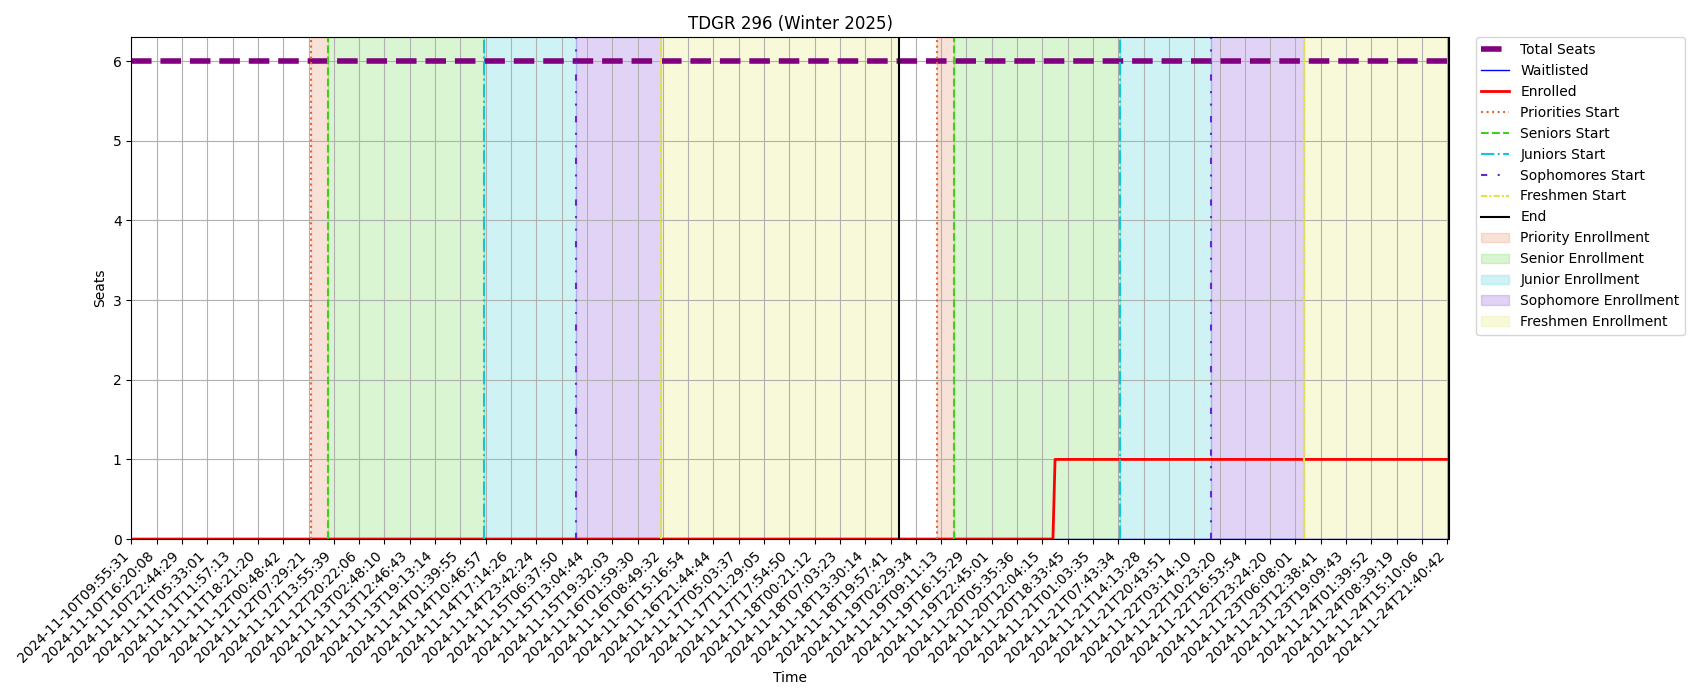 TDGR 296 (Winter 2025)
Seats
6
5
4
3
2
1
0
2024-11-10T09:55:31
2024-11-10T16:20:08
2024-11-10T22:44:29
2024-11-11T05:33:01
2024-11-11T11:57:13
2024-11-11T18:21:20
2024-11-12T00:48:42
2024-11-12T07:29:21
2024-11-12T13:55:39
2024-11-12T20:22:06
2024-11-13T02:48:10
2024-11-13T12:46:43
2024-11-13T19:13:14
2024-11-14T01:39:55
2024-11-14T10:46:57
2024-11-14T17:14:26
2024-11-14T23:42:24
2024-11-15T06:37:50
2024-11-15T13:04:44
2024-11-15T19:32:03
2024-11-16T01:59:30
2024-11-16T08:49:32
2024-11-16T15:16:54
2024-11-16T21:44:44
2024-11-17T05:03:37
2024-11-17T11:29:05
2024-11-17T17:54:50
2024-11-18T00:21:12
2024-11-18T07:03:23
2024-11-18T13:30:14
2024-11-18T19:57:41
2024-11-19T02:29:34
2024-11-19T09:11:13
2024-11-19T16:15:29
2024-11-19T22:45:01
2024-11-20T05:35:36
2024-11-20T12:04:15
2024-11-20T18:33:45
2024-11-21T01:03:35
2024-11-21T07:43:34
2024-11-21T14:13:28
2024-11-21T20:43:51
2024-11-22T03:14:10
2024-11-22T10:23:20
2024-11-22T16:53:54
2024-11-22T23:24:20
2024-11-23T06:08:01
2024-11-23T12:38:41
2024-11-23T19:09:43
2024-11-24T01:39:52
2024-11-24T08:39:19
2024-11-24T15:10:06
2024-11-24T21:40:42
Time
Total Seats
Waitlisted
Enrolled
Priorities Start
Seniors Start
Juniors Start
Sophomores Start
Freshmen Start
End
Priority Enrollment
Senior Enrollment
Junior Enrollment
Sophomore Enrollment
Freshmen Enrollment